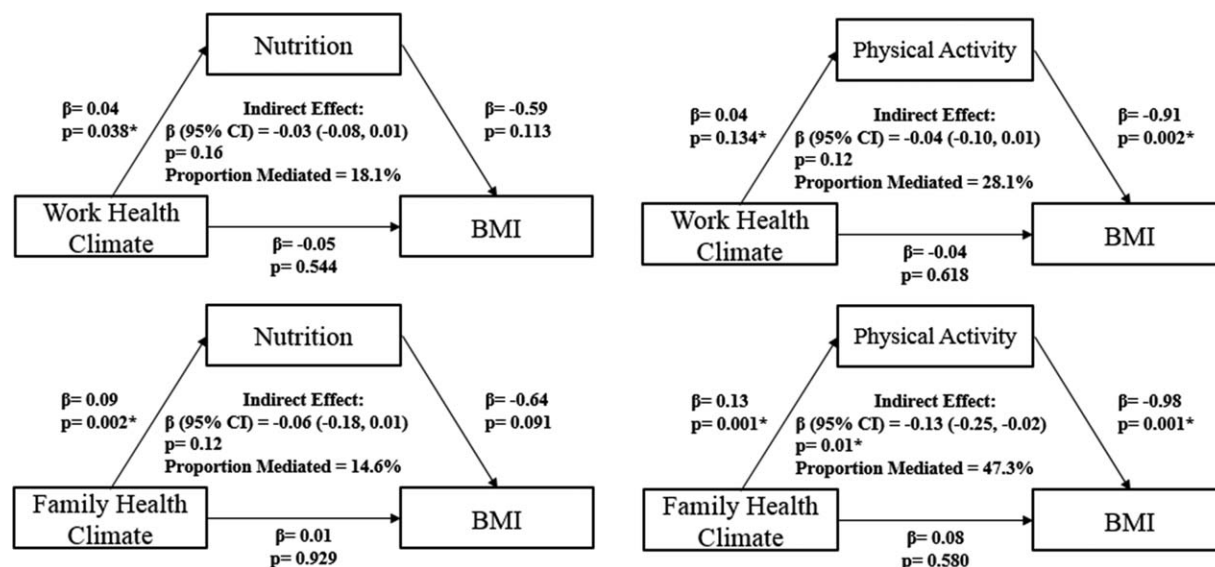 Nutrition
β= 0.04
p= 0.038*
Indirect Effect:
β (95% CI) = -0.03 (-0.08, 0.01)
p= 0.16
Proportion Mediated = 18.1%
β= -0.59
p= 0.113
Work Health
Climate
β= -0.05
p= 0.544
BMI
Physical Activity
β= 0.04
p= 0.134*
Indirect Effect:
β (95% CI) = -0.04 (-0.10, 0.01)
p= 0.12
Proportion Mediated = 28.1%
β= -0.91
p= 0.002*
Work Health
Climate
β= -0.04
p= 0.618
BMI
Nutrition
β= 0.09
p= 0.002*
Indirect Effect:
β (95% CI) = -0.06 (-0.18, 0.01)
p= 0.12
Proportion Mediated = 14.6%
β= -0.64
p= 0.091
Family Health
Climate
β= 0.01
p= 0.929
BMI
Physical Activity
β= 0.13
p= 0.001*
Indirect Effect:
β (95% CI) = -0.13 (-0.25, -0.02)
p= 0.01*
Proportion Mediated = 47.3%
β= -0.98
p= 0.001*
Family Health
Climate
β= 0.08
p= 0.580
BMI